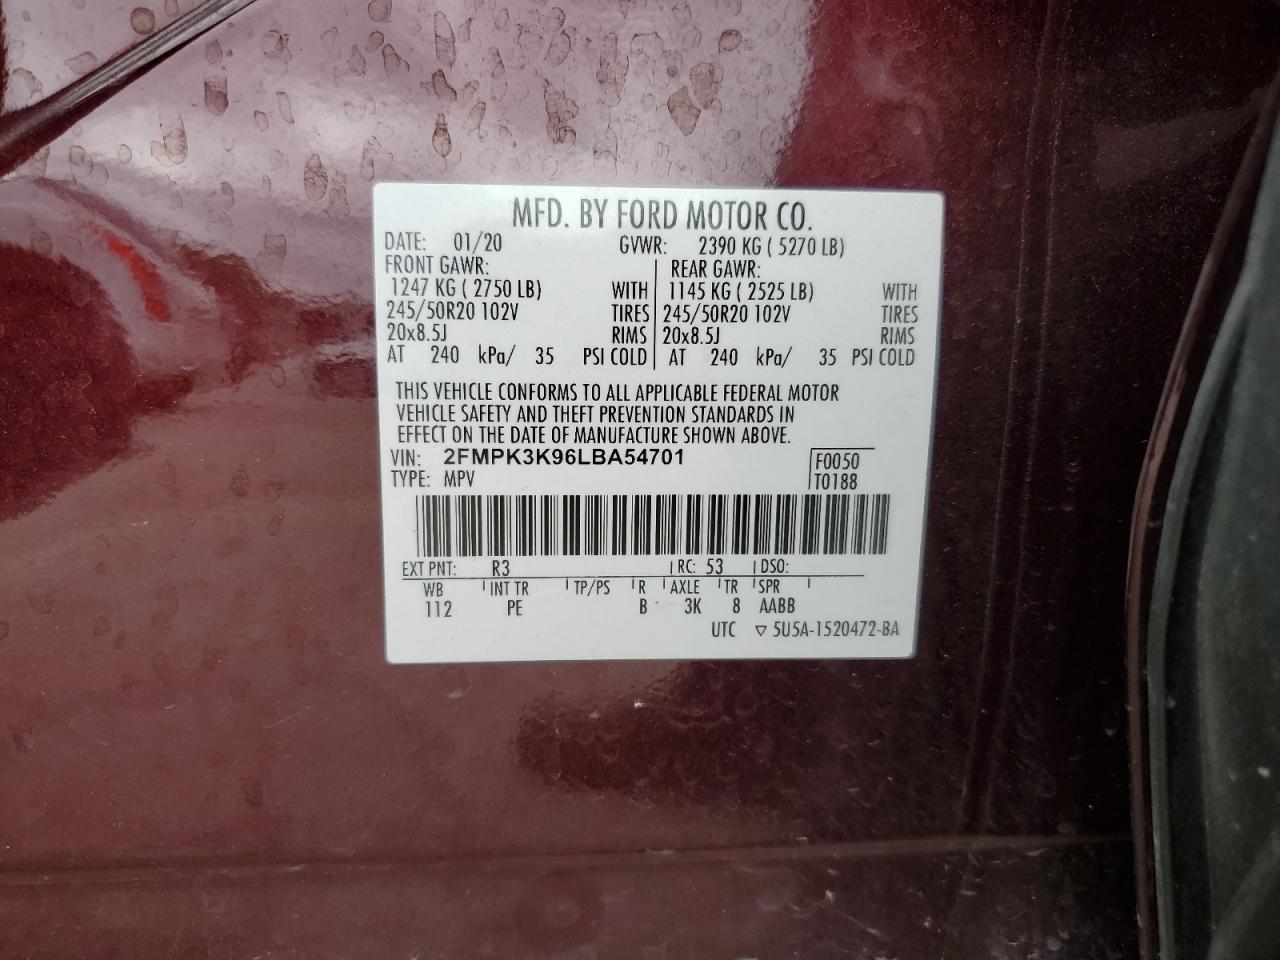 MFD. BY FORD MOTOR CO.
DATE: 01/20 GVWR: 2390 KG ( 5270 LB)
FRONT GAWR: REAR GAWR:
1247 KG ( 2750 LB) WITH 1145 KG ( 2525 LB) WITH
245/50R20 102V TIRES 245/50R20 102V TIRES
20x8.5J RIMS 20x8.5J RIMS
AT 240 kPa/ 35 PSI COLD AT 240 kPa/ 35 PSI COLD
THIS VEHICLE CONFORMS TO ALL APPLICABLE FEDERAL MOTOR
VEHICLE SAFETY AND THEFT PREVENTION STANDARDS IN
EFFECT ON THE DATE OF MANUFACTURE SHOWN ABOVE.
VIN: 2FMPK3K96LBA54701 F0050
TYPE: MPV T0188
EXT PNT: R3 RC: 53 DSO:
WB INT TR TP/PS R AXLE TR SPR
112 PE B 3K 8 AABB
UTC ▽ 5U5A-1520472-BA